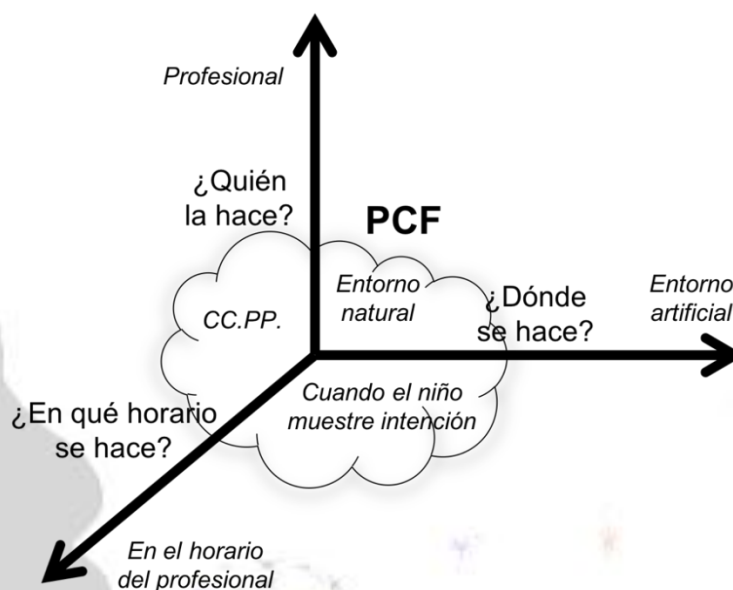 Profesional
¿Quién
la hace?
PCF
Entorno
natural
CC.PP.
¿Dónde
se hace?
Entorno
artificial
Cuando el niño
muestre intención
¿En qué horario
se hace?
En el horario
del profesional